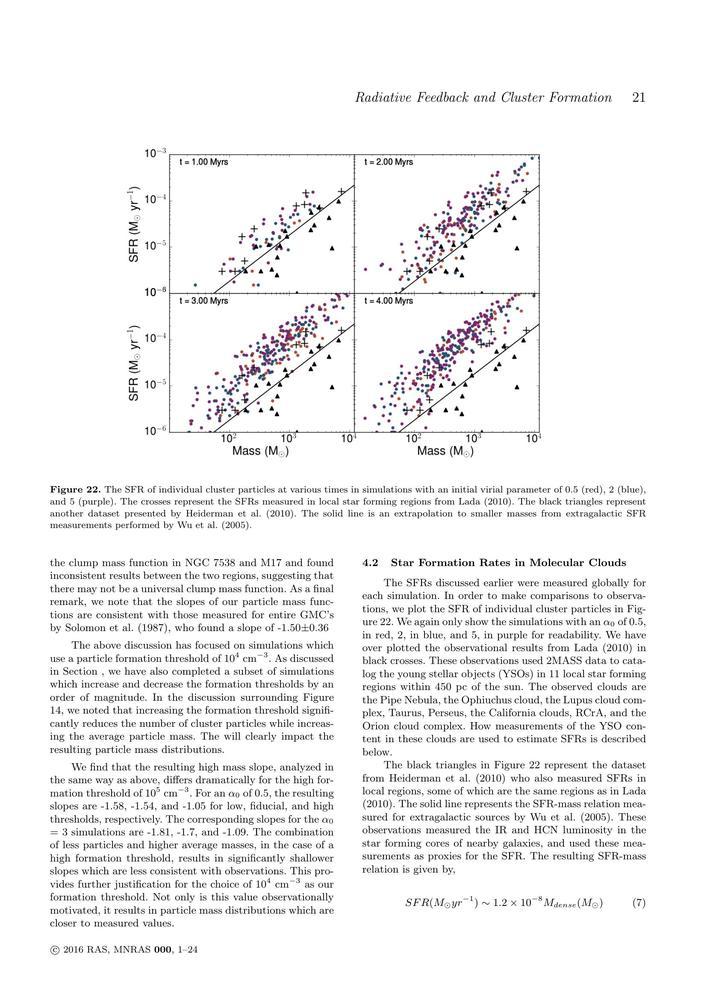 Radiative Feedback and Cluster Formation 21
10⁻³
t = 1.00 Myrs
t = 2.00 Myrs
10⁻⁴
SFR (M☉ yr⁻¹)
10⁻⁵
10⁻⁶
t = 3.00 Myrs
t = 4.00 Myrs
10⁻⁴
SFR (M☉ yr⁻¹)
10⁻⁵
10⁻⁶
10² 10³ 10⁴ 10² 10³ 10⁴
Mass (M☉) Mass (M☉)
Figure 22. The SFR of individual cluster particles at various times in simulations with an initial virial parameter of 0.5 (red), 2 (blue),
and 5 (purple). The crosses represent the SFRs measured in local star forming regions from Lada (2010). The black triangles represent
another dataset presented by Heiderman et al. (2010). The solid line is an extrapolation to smaller masses from extragalactic SFR
measurements performed by Wu et al. (2005).
the clump mass function in NGC 7538 and M17 and found
inconsistent results between the two regions, suggesting that
there may not be a universal clump mass function. As a final
remark, we note that the slopes of our particle mass func-
tions are consistent with those measured for entire GMC's
by Solomon et al. (1987), who found a slope of -1.50±0.36
The above discussion has focused on simulations which
use a particle formation threshold of 10⁴ cm⁻³. As discussed
in Section , we have also completed a subset of simulations
which increase and decrease the formation thresholds by an
order of magnitude. In the discussion surrounding Figure
14, we noted that increasing the formation threshold signifi-
cantly reduces the number of cluster particles while increas-
ing the average particle mass. The will clearly impact the
resulting particle mass distributions.
We find that the resulting high mass slope, analyzed in
the same way as above, differs dramatically for the high for-
mation threshold of 10⁵ cm⁻³. For an α₀ of 0.5, the resulting
slopes are -1.58, -1.54, and -1.05 for low, fiducial, and high
thresholds, respectively. The corresponding slopes for the α₀
= 3 simulations are -1.81, -1.7, and -1.09. The combination
of less particles and higher average masses, in the case of a
high formation threshold, results in significantly shallower
slopes which are less consistent with observations. This pro-
vides further justification for the choice of 10⁴ cm⁻³ as our
formation threshold. Not only is this value observationally
motivated, it results in particle mass distributions which are
closer to measured values.
4.2 Star Formation Rates in Molecular Clouds
The SFRs discussed earlier were measured globally for
each simulation. In order to make comparisons to observa-
tions, we plot the SFR of individual cluster particles in Fig-
ure 22. We again only show the simulations with an α₀ of 0.5,
in red, 2, in blue, and 5, in purple for readability. We have
over plotted the observational results from Lada (2010) in
black crosses. These observations used 2MASS data to cata-
log the young stellar objects (YSOs) in 11 local star forming
regions within 450 pc of the sun. The observed clouds are
the Pipe Nebula, the Ophiuchus cloud, the Lupus cloud com-
plex, Taurus, Perseus, the California clouds, RCrA, and the
Orion cloud complex. How measurements of the YSO con-
tent in these clouds are used to estimate SFRs is described
below.
The black triangles in Figure 22 represent the dataset
from Heiderman et al. (2010) who also measured SFRs in
local regions, some of which are the same regions as in Lada
(2010). The solid line represents the SFR-mass relation mea-
sured for extragalactic sources by Wu et al. (2005). These
observations measured the IR and HCN luminosity in the
star forming cores of nearby galaxies, and used these mea-
surements as proxies for the SFR. The resulting SFR-mass
relation is given by,
SFR(M☉yr⁻¹) ∼ 1.2 × 10⁻⁸M_dense(M☉) (7)
© 2016 RAS, MNRAS 000, 1–24